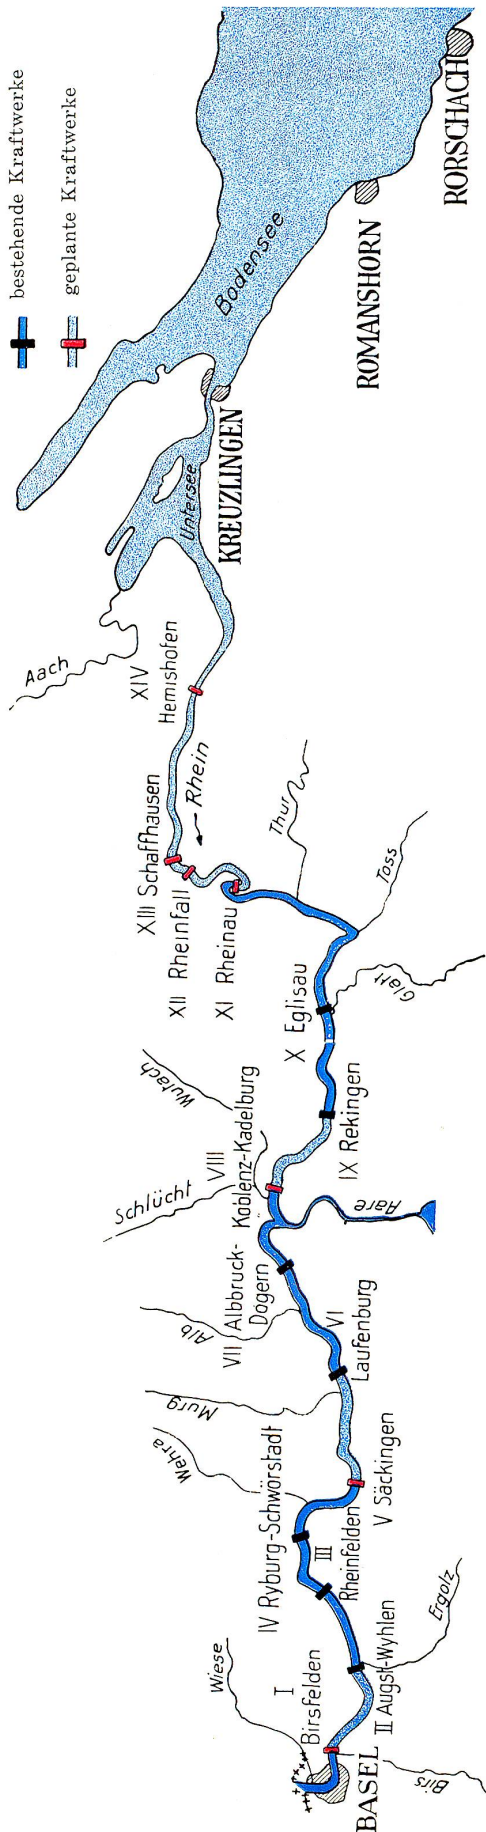 bestehende Kraftwerke
geplante Kraftwerke
Wiese
I
Birsfelden
BASEL
Birs
II Augst-Wyhlen
Ergolz
III
Rheinfelden
IV Ryburg-Schwörstadt
Wehra
V Säckingen
Murg
VI
Laufenburg
Alb
VII Albbruck-
Dogern
Schlücht
VIII
Koblenz-Kadelburg
Wutach
Aare
IX Rekingen
X Eglisau
Glatt
Toss
Thur
XI Rheinau
XII Rheinfall
XIII Schaffhausen
Rhein
XIV
Hemishofen
Aach
Untersee
KREUZLINGEN
Bodensee
ROMANSHORN
RORSCHACH